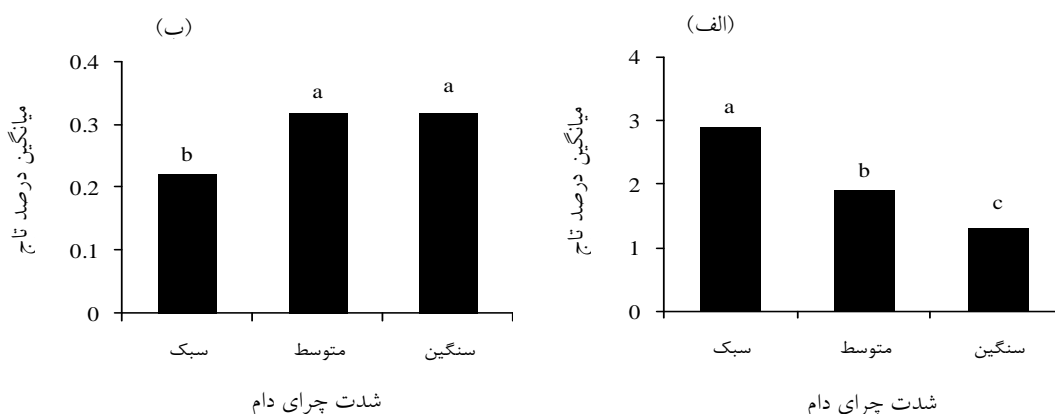 (الف)
میانگین درصد تاج
4
3
2
1
0
a
b
c
سبک
متوسط
سنگین
شدت چرای دام
(ب)
میانگین درصد تاج
0.4
0.3
0.2
0.1
0
b
a
a
سبک
متوسط
سنگین
شدت چرای دام